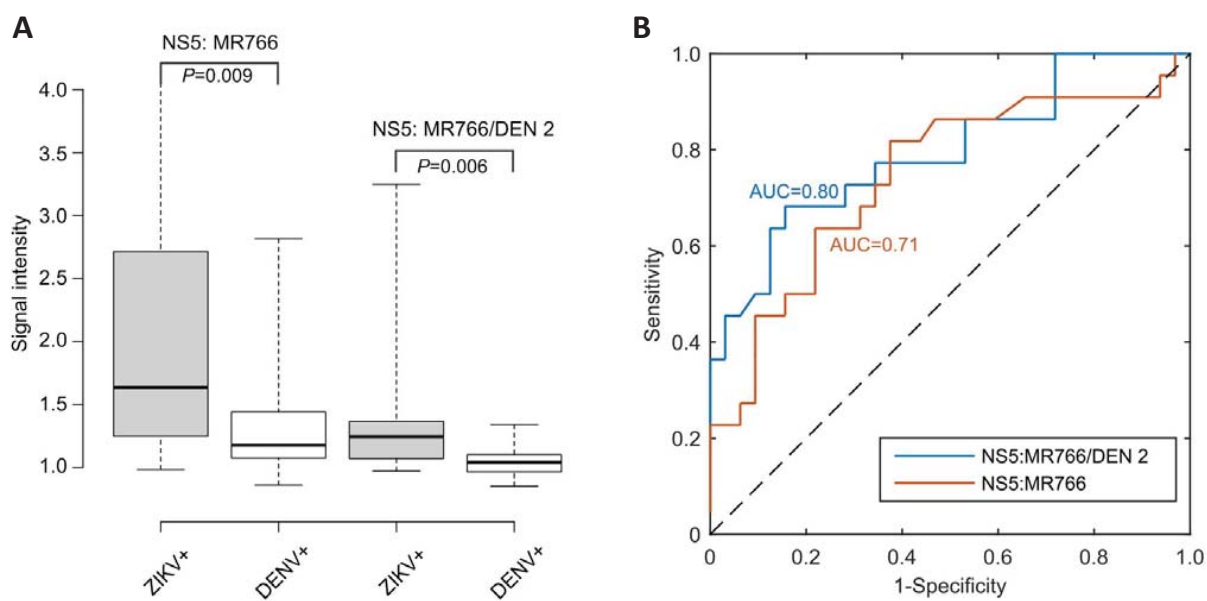 A
NS5: MR766
P=0.009
NS5: MR766/DEN 2
P=0.006
4.0
3.5
3.0
2.5
2.0
1.5
1.0
Signal intensity
ZIKV+
DENV+
ZIKV+
DENV+
B
1.0
0.8
0.6
0.4
0.2
0
Sensitivity
AUC=0.80
AUC=0.71
NS5:MR766/DEN 2
NS5:MR766
0
0.2
0.4
0.6
0.8
1.0
1-Specificity